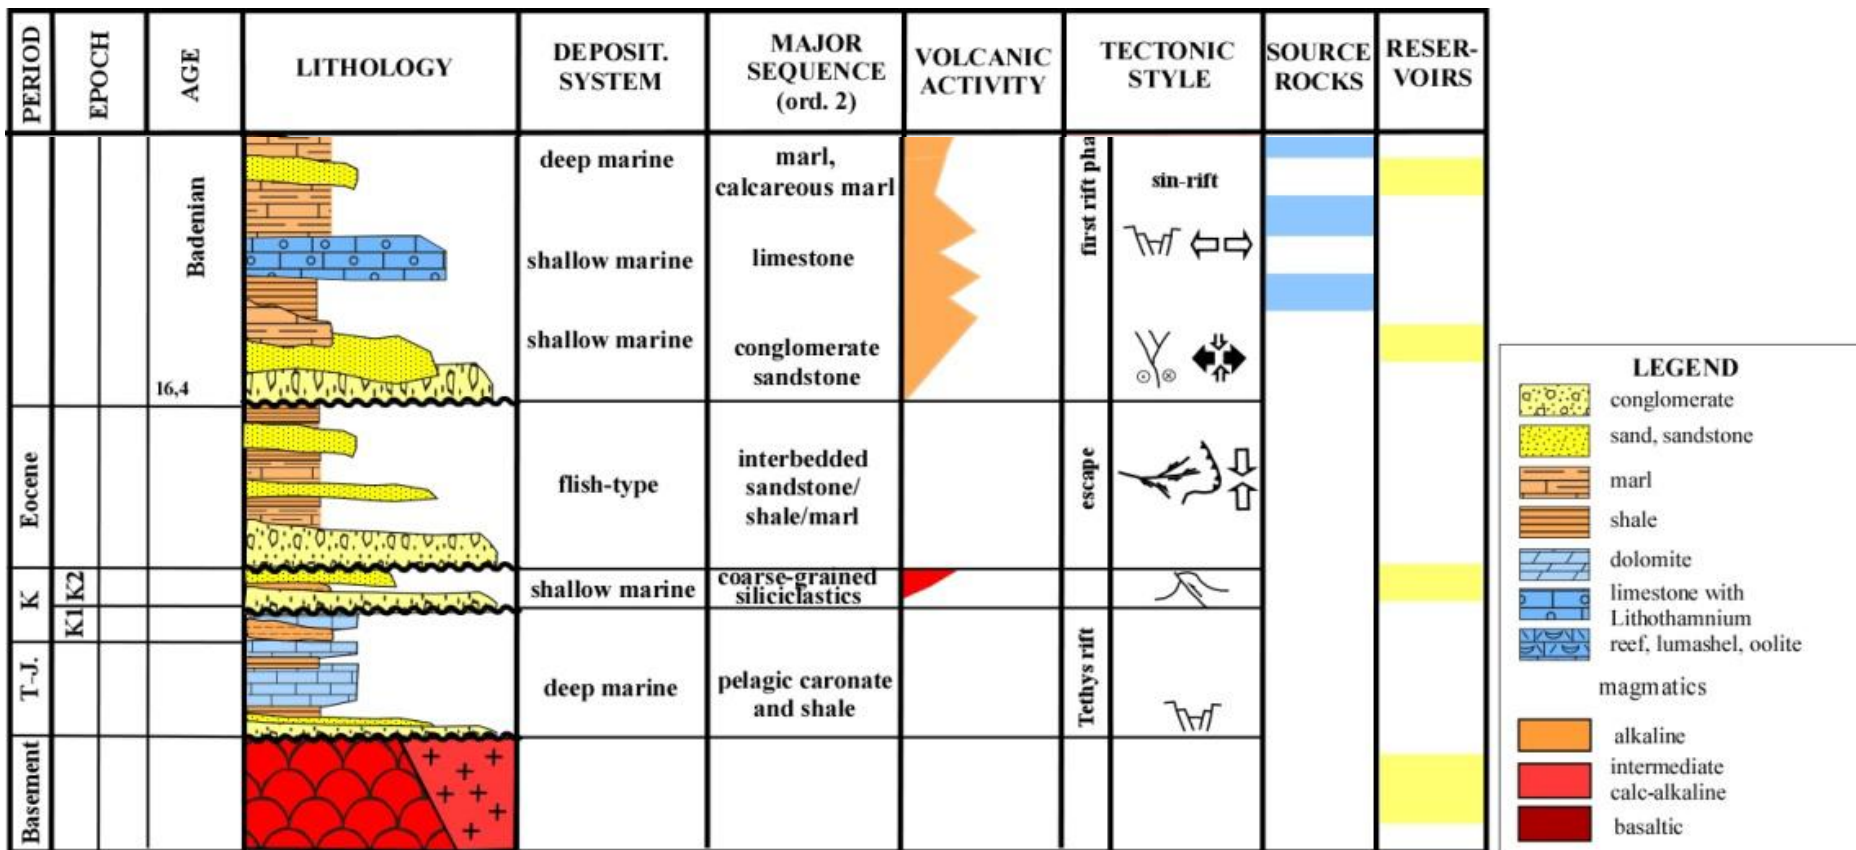 PERIOD
EPOCH
AGE
LITHOLOGY
DEPOSIT.
SYSTEM
MAJOR
SEQUENCE
(ord. 2)
VOLCANIC
ACTIVITY
TECTONIC
STYLE
SOURCE
ROCKS
RESER-
VOIRS
Badenian
16,4
deep marine
marl,
calcareous marl
first rift pha
sin-rift
shallow marine
limestone
shallow marine
conglomerate
sandstone
Eocene
flish-type
interbedded
sandstone/
shale/marl
escape
K
K2
K1
shallow marine
coarse-grained
siliciclastics
T-J.
deep marine
pelagic caronate
and shale
Tethys rift
Basement
LEGEND
conglomerate
sand, sandstone
marl
shale
dolomite
limestone with
Lithothamnium
reef, lumashel, oolite
magmatics
alkaline
intermediate
calc-alkaline
basaltic